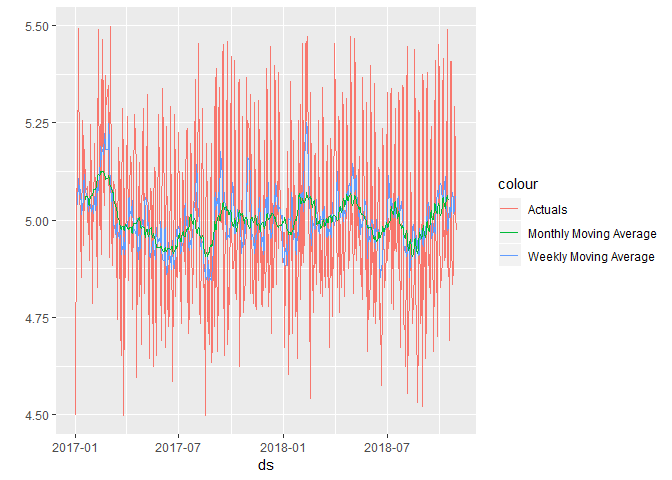 5.50
5.25
5.00
4.75
4.50
2017-01
2017-07
2018-01
2018-07
ds
colour
Actuals
Monthly Moving Average
Weekly Moving Average